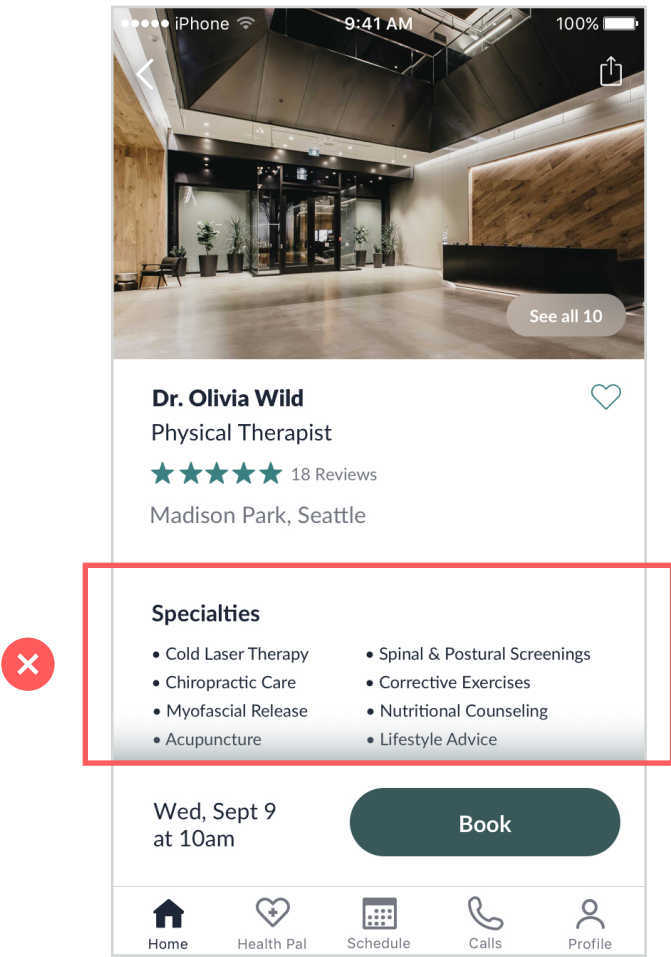 iPhone 9:41 AM 100%
See all 10
Dr. Olivia Wild
Physical Therapist
18 Reviews
Madison Park, Seattle
Specialties
• Cold Laser Therapy
• Chiropractic Care
• Myofascial Release
• Acupuncture
• Spinal & Postural Screenings
• Corrective Exercises
• Nutritional Counseling
• Lifestyle Advice
Wed, Sept 9
at 10am
Book
Home Health Pal Schedule Calls Profile